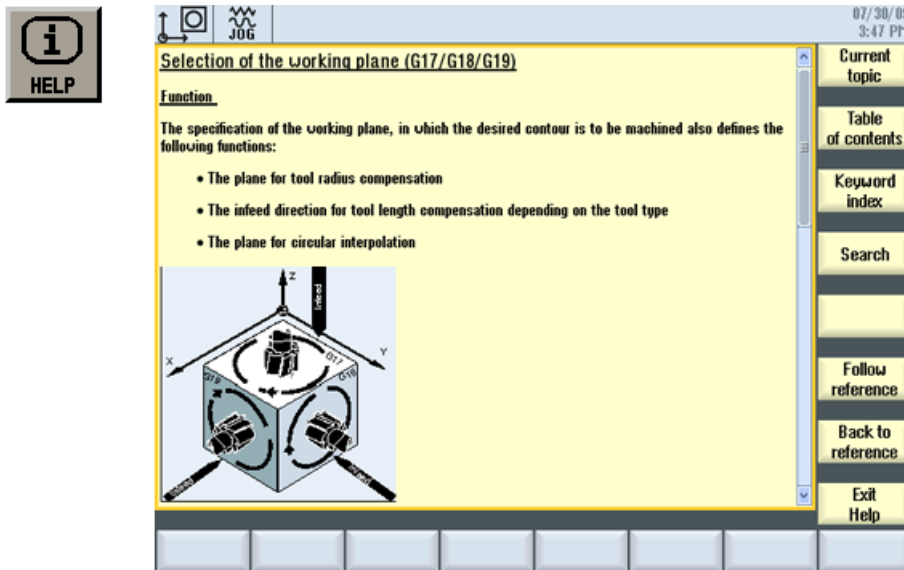 i
HELP
JOG
07/30/0
3:47 PM
Selection of the working plane (G17/G18/G19)
Function
The specification of the working plane, in which the desired contour is to be machined also defines the
following functions:
• The plane for tool radius compensation
• The infeed direction for tool length compensation depending on the tool type
• The plane for circular interpolation
Z
Infeed
X
Y
G17
G19
G18
Infeed
Infeed
Current
topic
Table
of contents
Keyword
index
Search
Follow
reference
Back to
reference
Exit
Help